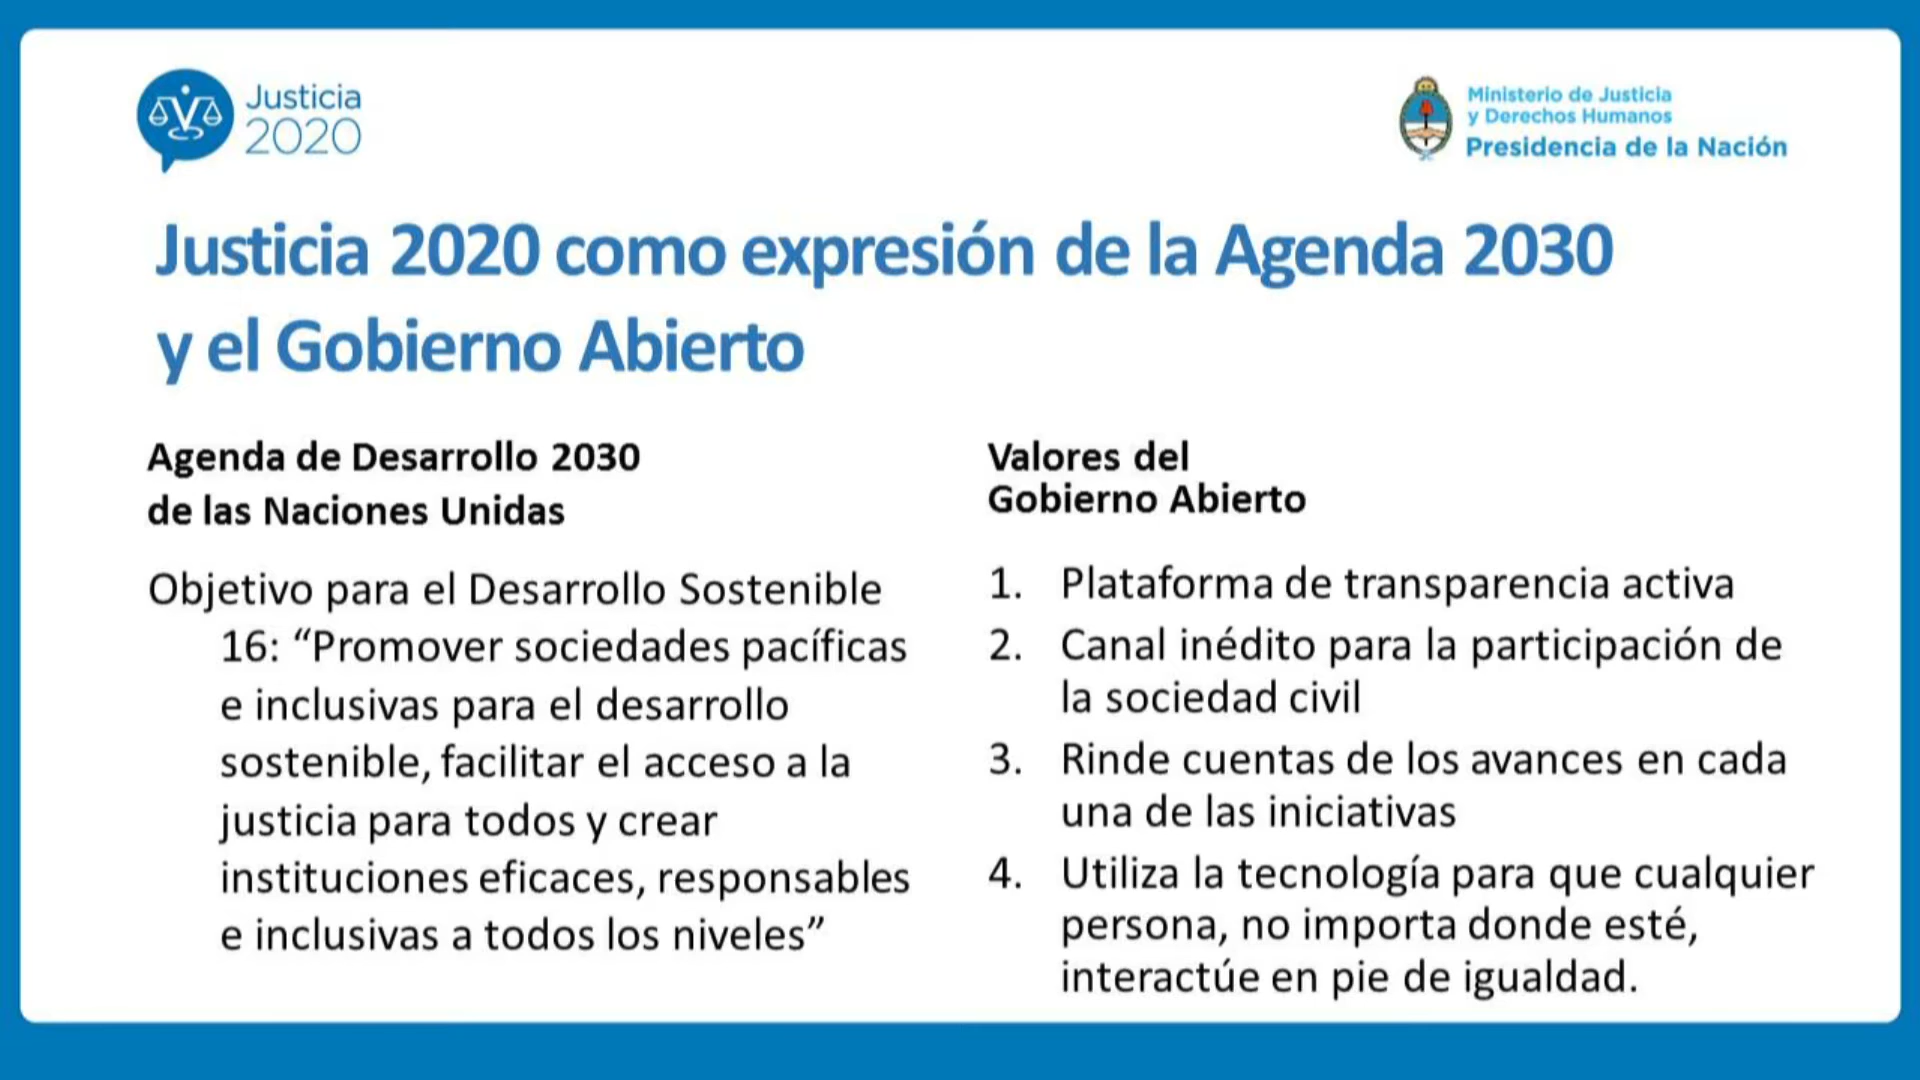 Justicia
2020
Ministerio de Justicia
y Derechos Humanos
Presidencia de la Nación
Justicia 2020 como expresión de la Agenda 2030
y el Gobierno Abierto
Agenda de Desarrollo 2030
de las Naciones Unidas
Objetivo para el Desarrollo Sostenible
16: “Promover sociedades pacíficas
e inclusivas para el desarrollo
sostenible, facilitar el acceso a la
justicia para todos y crear
instituciones eficaces, responsables
e inclusivas a todos los niveles”
Valores del
Gobierno Abierto
1. Plataforma de transparencia activa
2. Canal inédito para la participación de
la sociedad civil
3. Rinde cuentas de los avances en cada
una de las iniciativas
4. Utiliza la tecnología para que cualquier
persona, no importa donde esté,
interactúe en pie de igualdad.